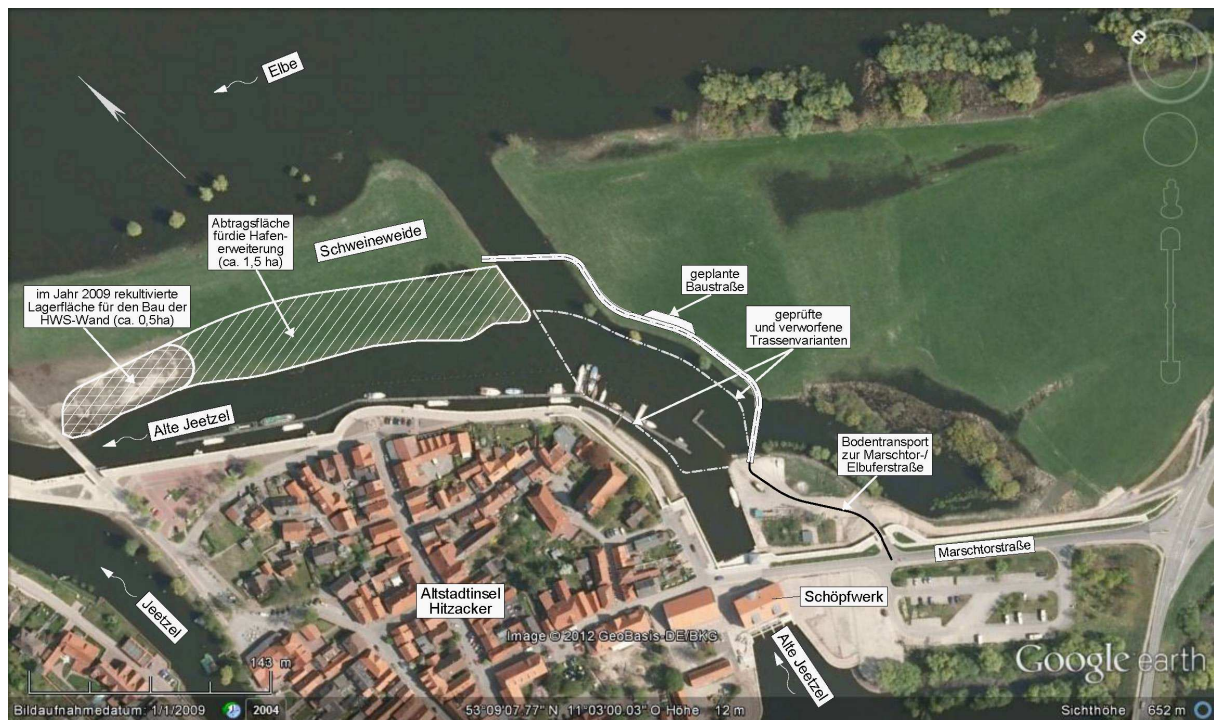 N
Elbe
Abtragsfläche
fürdie Hafen-
erweiterung
(ca. 1,5 ha)
Schweineweide
im Jahr 2009 rekultivierte
Lagerfläche für den Bau der
HWS-Wand (ca. 0,5ha)
geplante
Baustraße
geprüfte
und verworfene
Trassenvarianten
Alte Jeetzel
Bodentransport
zur Marschtor-/
Elbuferstraße
Marschtorstraße
Jeetzel
Altstadtinsel
Hitzacker
Schöpfwerk
Image © 2012 GeoBasis-DE/BKG
Alte Jeetzel
143 m
Google earth
Bildaufnahmedatum: 1/1/2009
2004
53°09'07.77" N 11°03'00.03" O Höhe 12 m
Sichthöhe 652 m